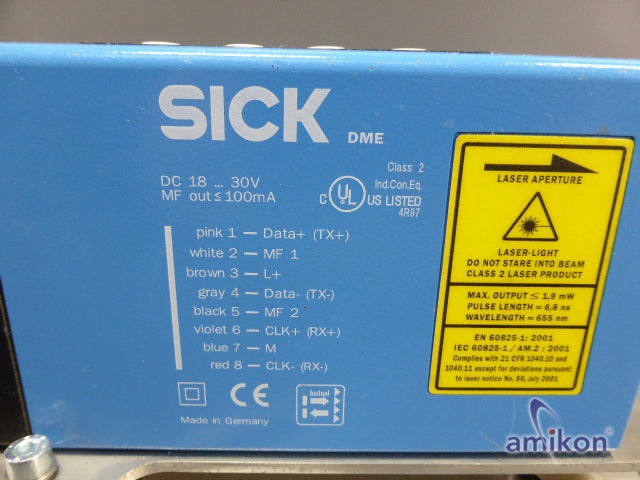 SICK DME
DC 18 ... 30V
MF out ≤ 100mA
Class 2
Ind.Con.Eq.
C UL US LISTED
4R97
pink 1 — Data+ (TX+)
white 2 — MF 1
brown 3 — L+
gray 4 — Data- (TX-)
black 5 — MF 2
violet 6 — CLK+ (RX+)
blue 7 — M
red 8 — CLK- (RX-)
CE
Made in Germany
LASER APERTURE
LASER-LIGHT
DO NOT STARE INTO BEAM
CLASS 2 LASER PRODUCT
MAX. OUTPUT ≤ 1,9 mW
PULSE LENGTH = 6,8 ns
WAVELENGTH = 655 nm
EN 60825-1: 2001
IEC 60825-1 / AM.2 : 2001
Complies with 21 CFR 1040.10 and
1040.11 except for deviations pursuant
to laser notice No. 50, July 2001
amikon®